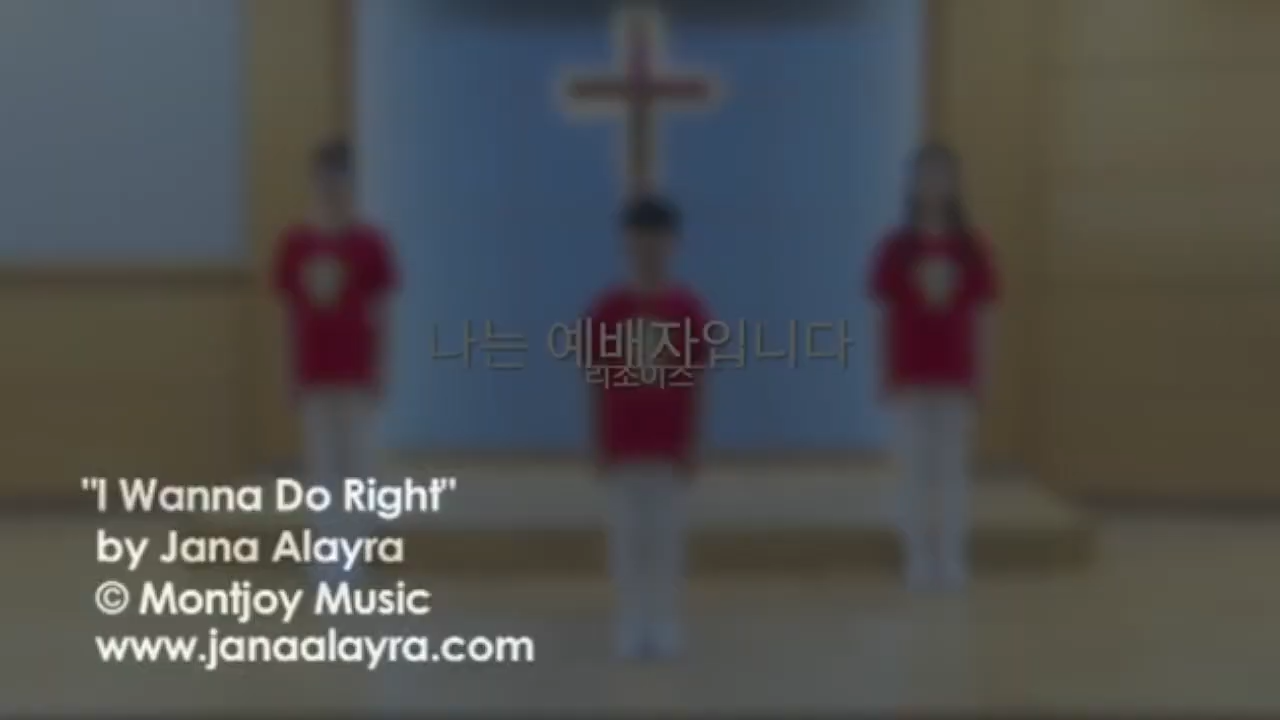 나는 예배자입니다
리조이스
"I Wanna Do Right"
by Jana Alayra
© Montjoy Music
www.janaalayra.com